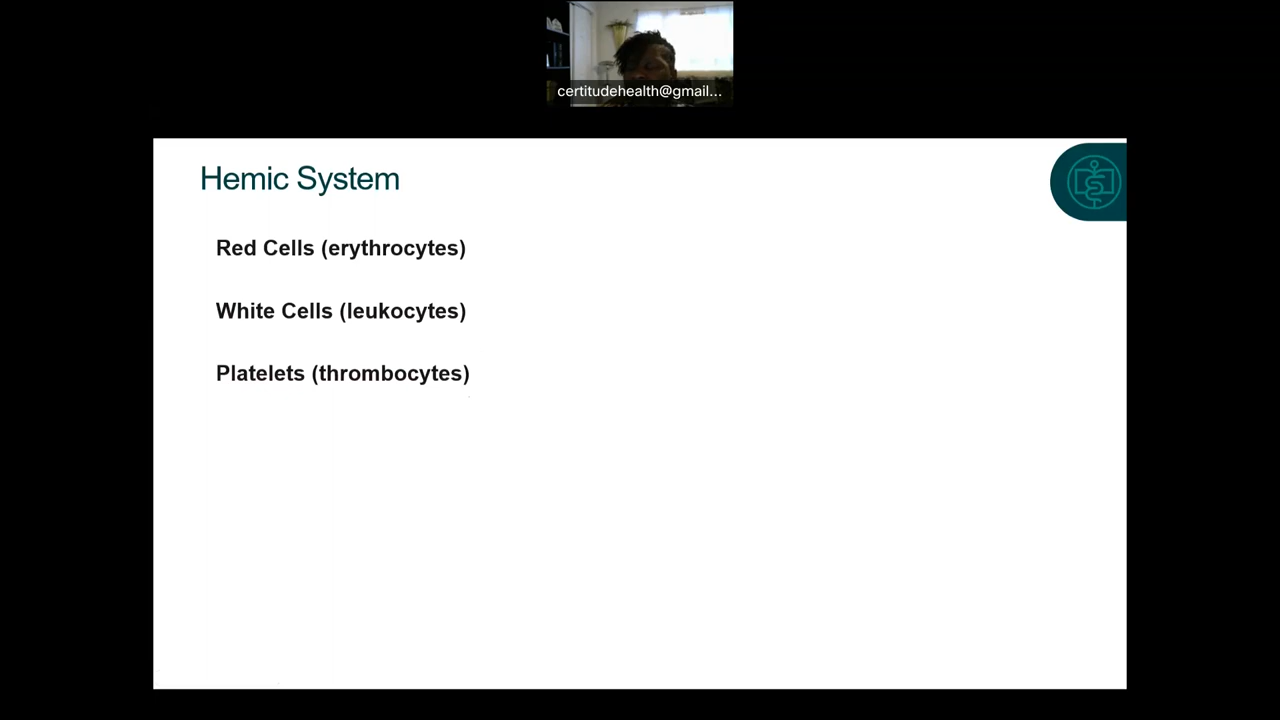 certitudehealth@gmail...
Hemic System
Red Cells (erythrocytes)
White Cells (leukocytes)
Platelets (thrombocytes)